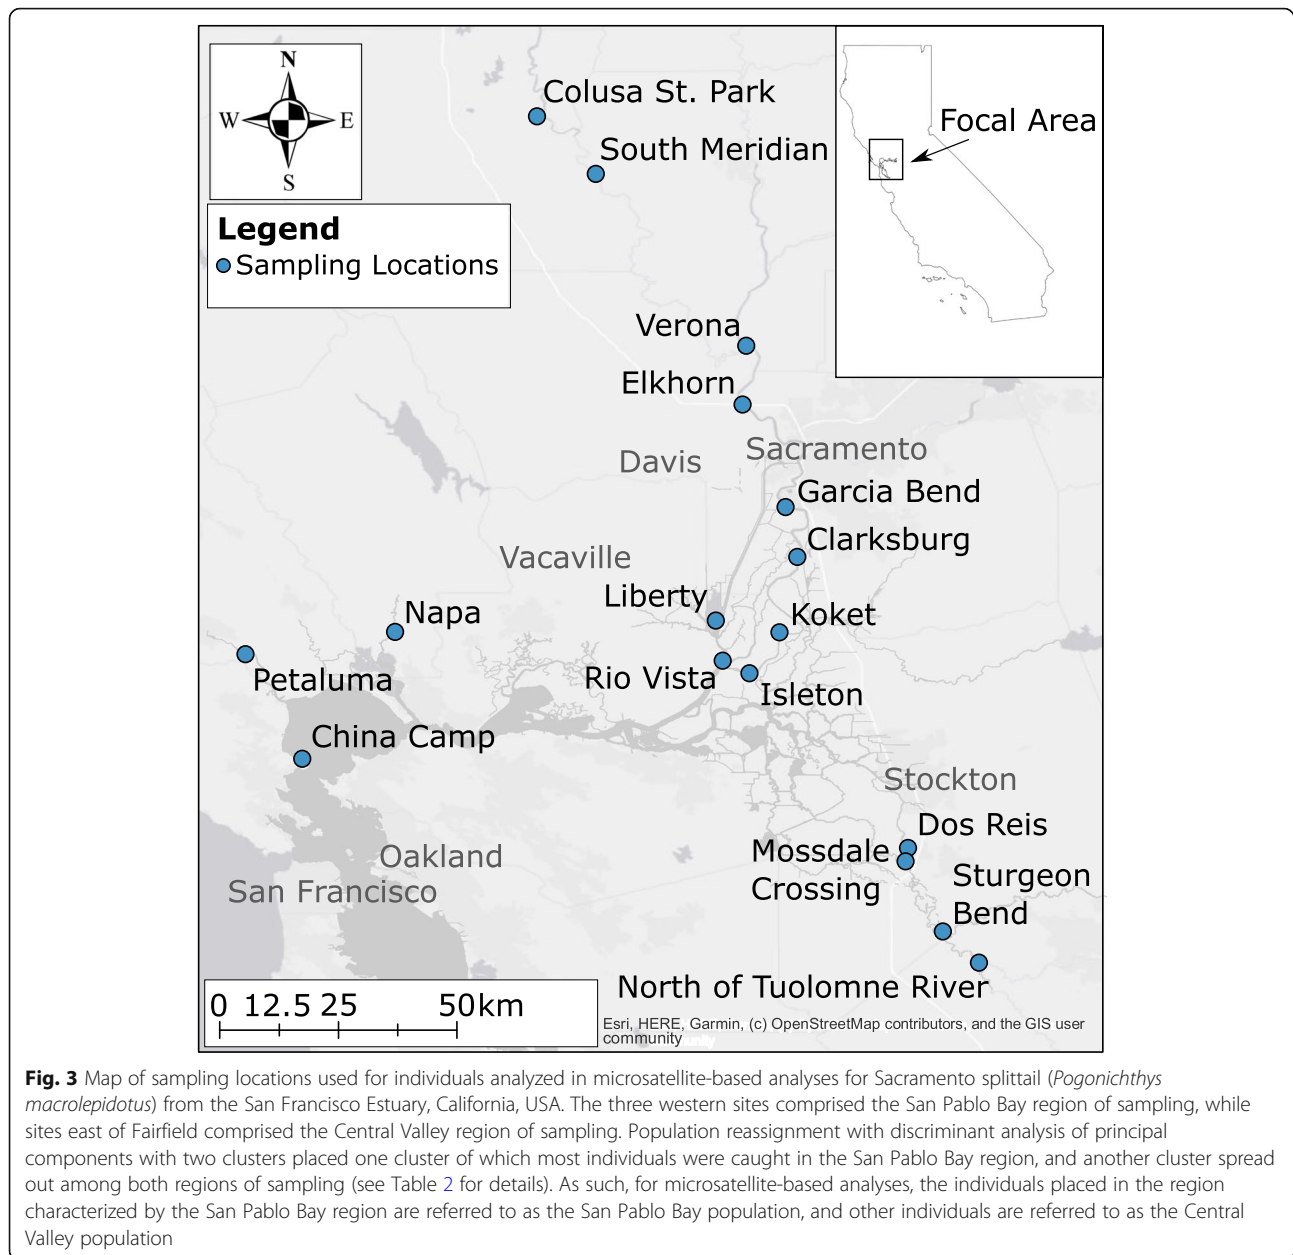 N
W E
S
Colusa St. Park
South Meridian
Focal Area
Legend
Sampling Locations
Verona
Elkhorn
Davis
Sacramento
Garcia Bend
Clarksburg
Vacaville
Liberty
Koket
Napa
Petaluma
Rio Vista
Isleton
China Camp
Stockton
Dos Reis
Mossdale
Crossing
Sturgeon
Bend
Oakland
San Francisco
North of Tuolomne River
0 12.5 25 50km
Esri, HERE, Garmin, (c) OpenStreetMap contributors, and the GIS user
community
Fig. 3 Map of sampling locations used for individuals analyzed in microsatellite-based analyses for Sacramento splittail (Pogonichthys
macrolepidotus) from the San Francisco Estuary, California, USA. The three western sites comprised the San Pablo Bay region of sampling, while
sites east of Fairfield comprised the Central Valley region of sampling. Population reassignment with discriminant analysis of principal
components with two clusters placed one cluster of which most individuals were caught in the San Pablo Bay region, and another cluster spread
out among both regions of sampling (see Table 2 for details). As such, for microsatellite-based analyses, the individuals placed in the region
characterized by the San Pablo Bay region are referred to as the San Pablo Bay population, and other individuals are referred to as the Central
Valley population